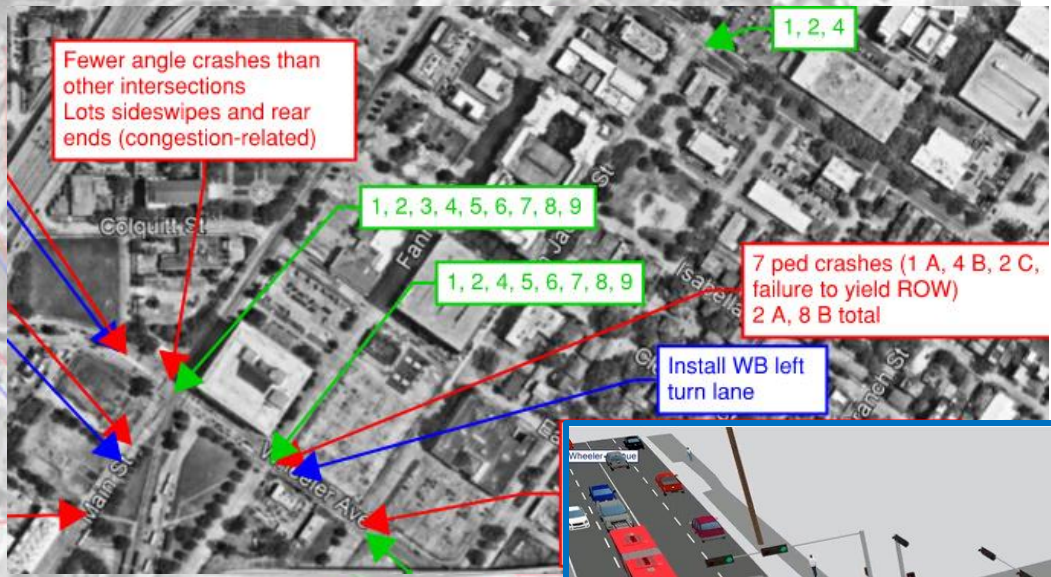 1, 2, 4
Fewer angle crashes than
other intersections
Lots sideswipes and rear
ends (congestion-related)
1, 2, 3, 4, 5, 6, 7, 8, 9
Colquitt St
St
1, 2, 4, 5, 6, 7, 8, 9
7 ped crashes (1 A, 4 B, 2 C,
failure to yield ROW)
2 A, 8 B total
Isabella
Install WB left
turn lane
Main St
Wheeler Ave